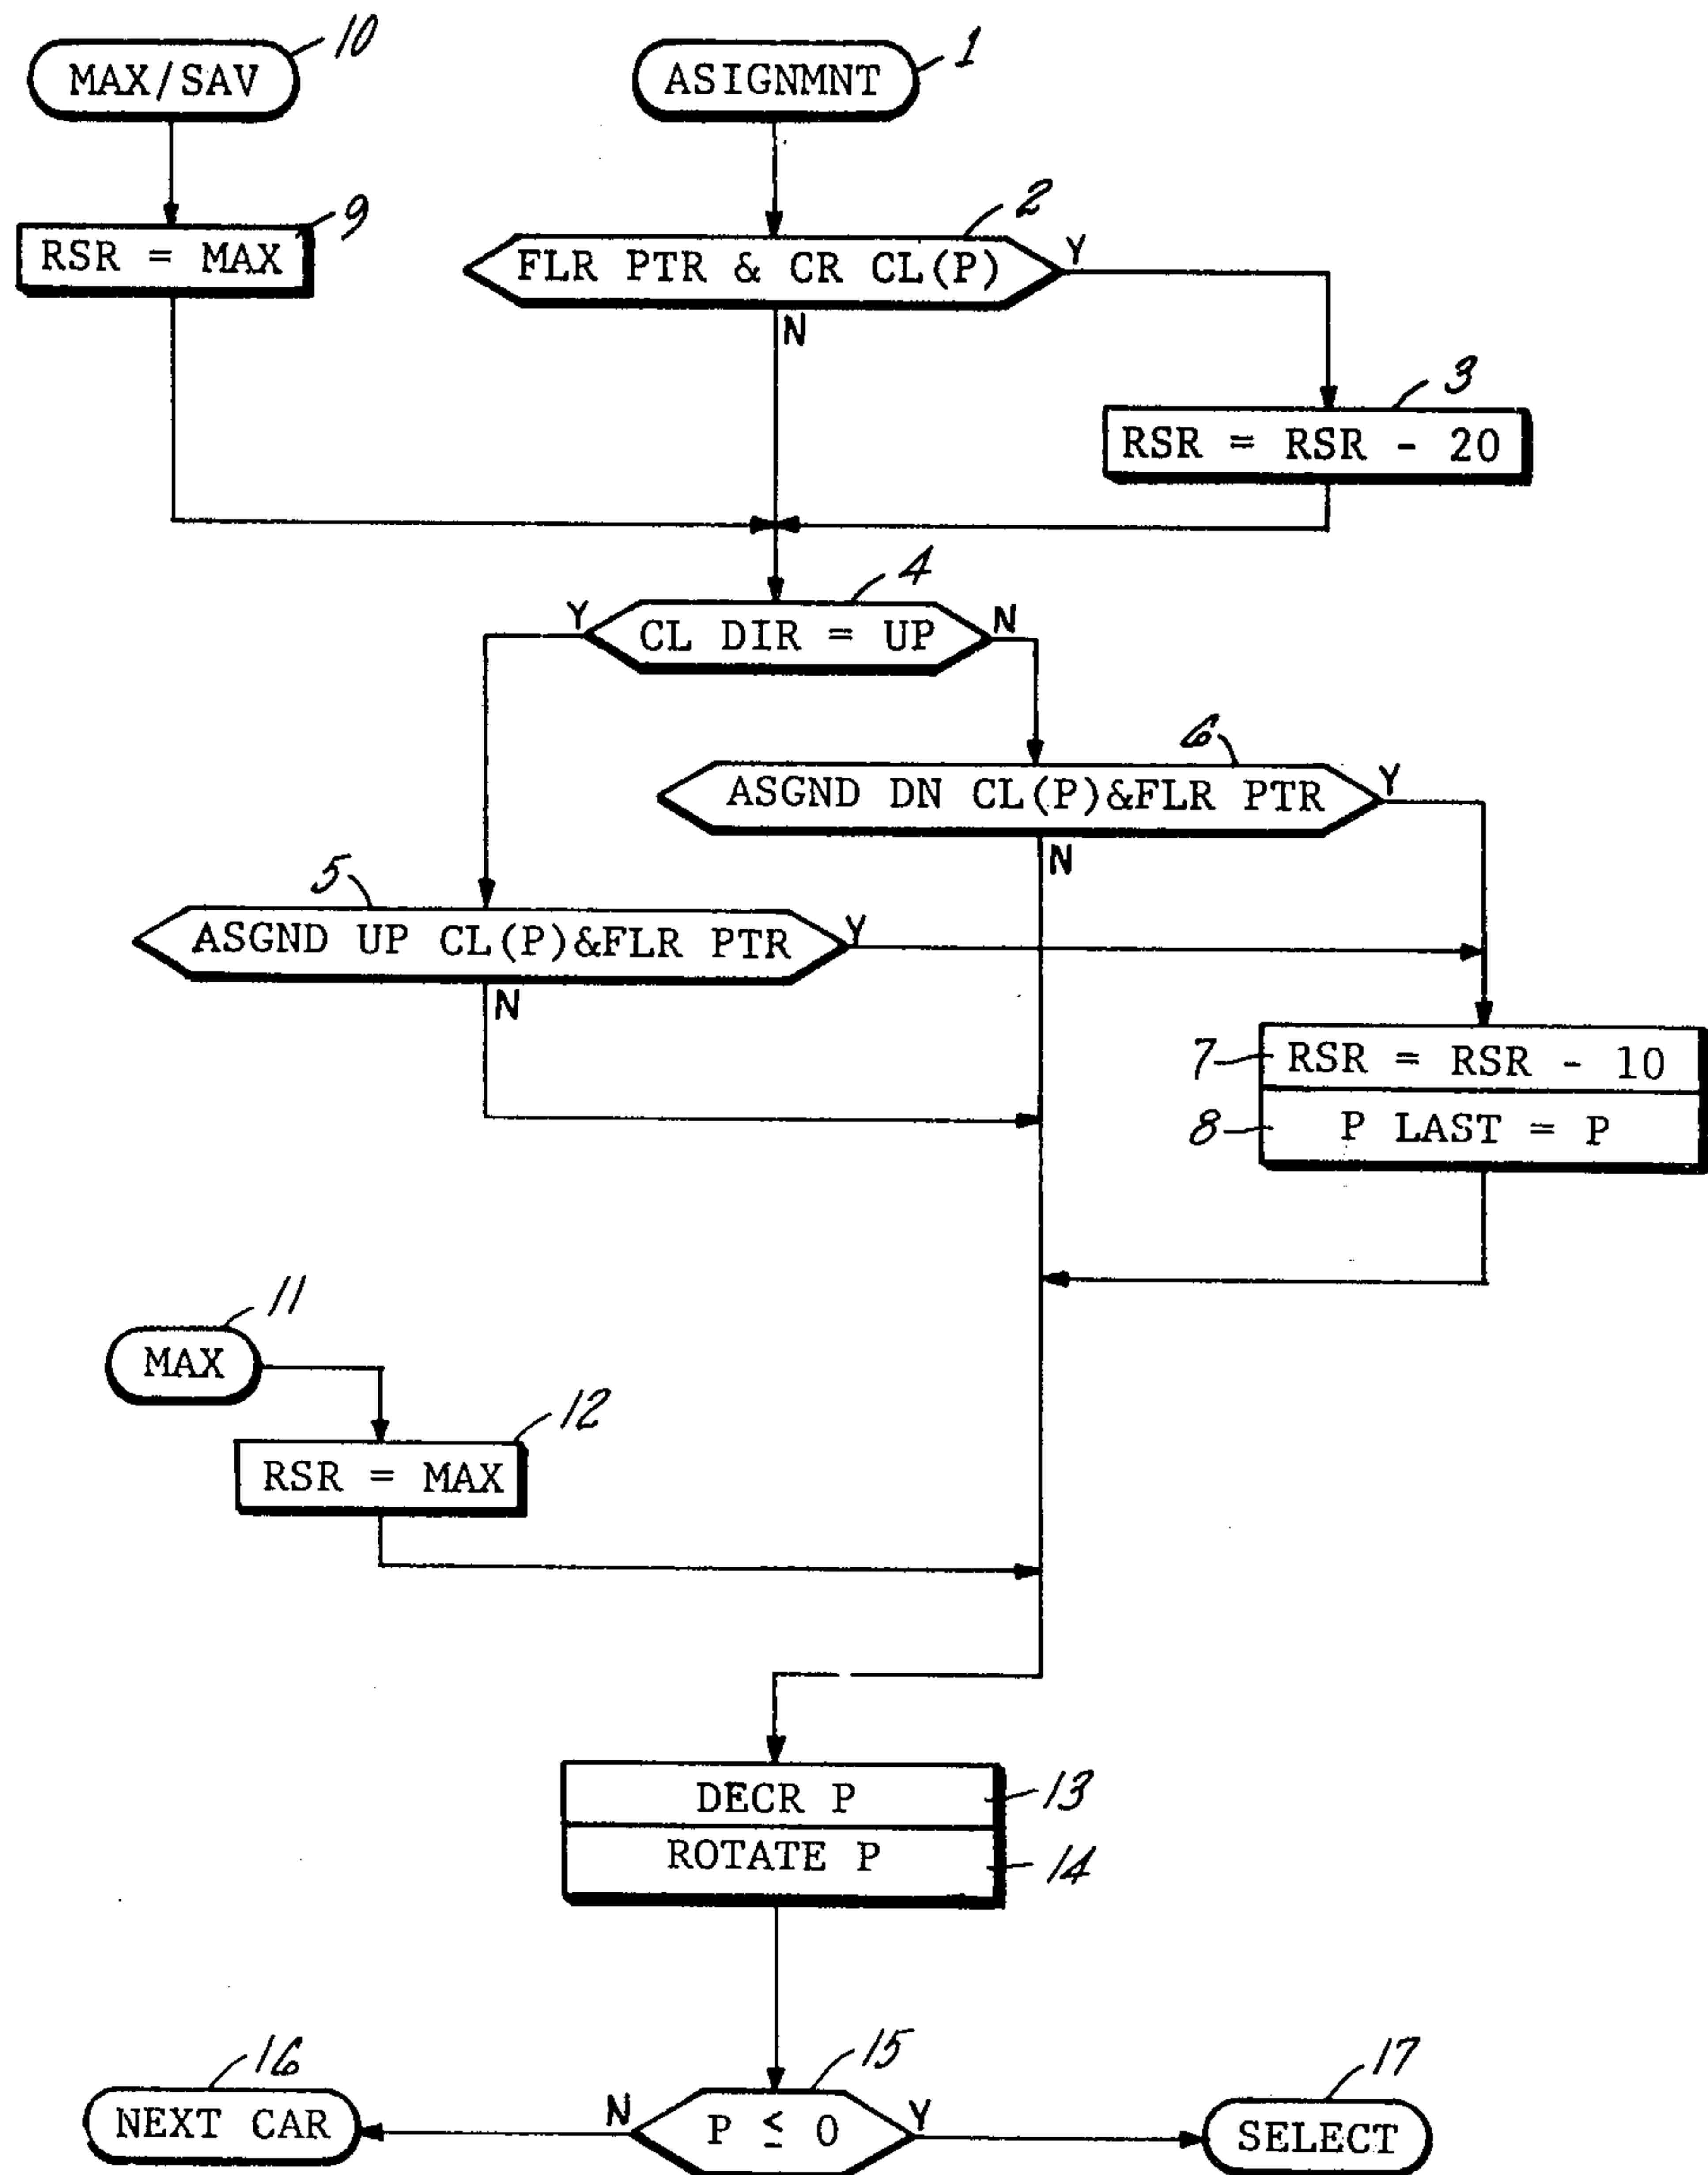 10
MAX/SAV
1
ASIGNMNT
9
RSR = MAX
2
FLR PTR & CR CL(P)
Y
N
3
RSR = RSR - 20
4
Y
CL DIR = UP
N
6
ASGND DN CL(P)&FLR PTR
Y
N
5
ASGND UP CL(P)&FLR PTR
Y
N
7
RSR = RSR - 10
8
P LAST = P
11
MAX
12
RSR = MAX
DECR P
13
ROTATE P
14
16
NEXT CAR
15
N
P ≤ 0
Y
17
SELECT